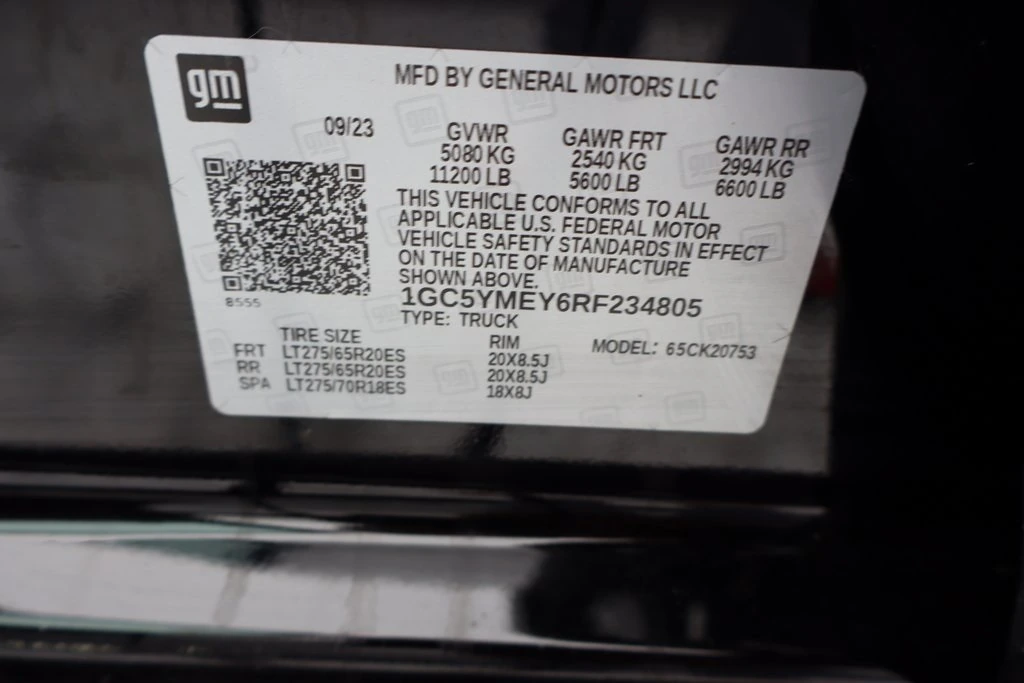 gm
MFD BY GENERAL MOTORS LLC
09/23
GVWR GAWR FRT GAWR RR
5080 KG 2540 KG 2994 KG
11200 LB 5600 LB 6600 LB
THIS VEHICLE CONFORMS TO ALL
APPLICABLE U.S. FEDERAL MOTOR
VEHICLE SAFETY STANDARDS IN EFFECT
ON THE DATE OF MANUFACTURE
SHOWN ABOVE.
8555
1GC5YMEY6RF234805
TYPE: TRUCK
TIRE SIZE RIM MODEL: 65CK20753
FRT LT275/65R20ES 20X8.5J
RR LT275/65R20ES 20X8.5J
SPA LT275/70R18ES 18X8J